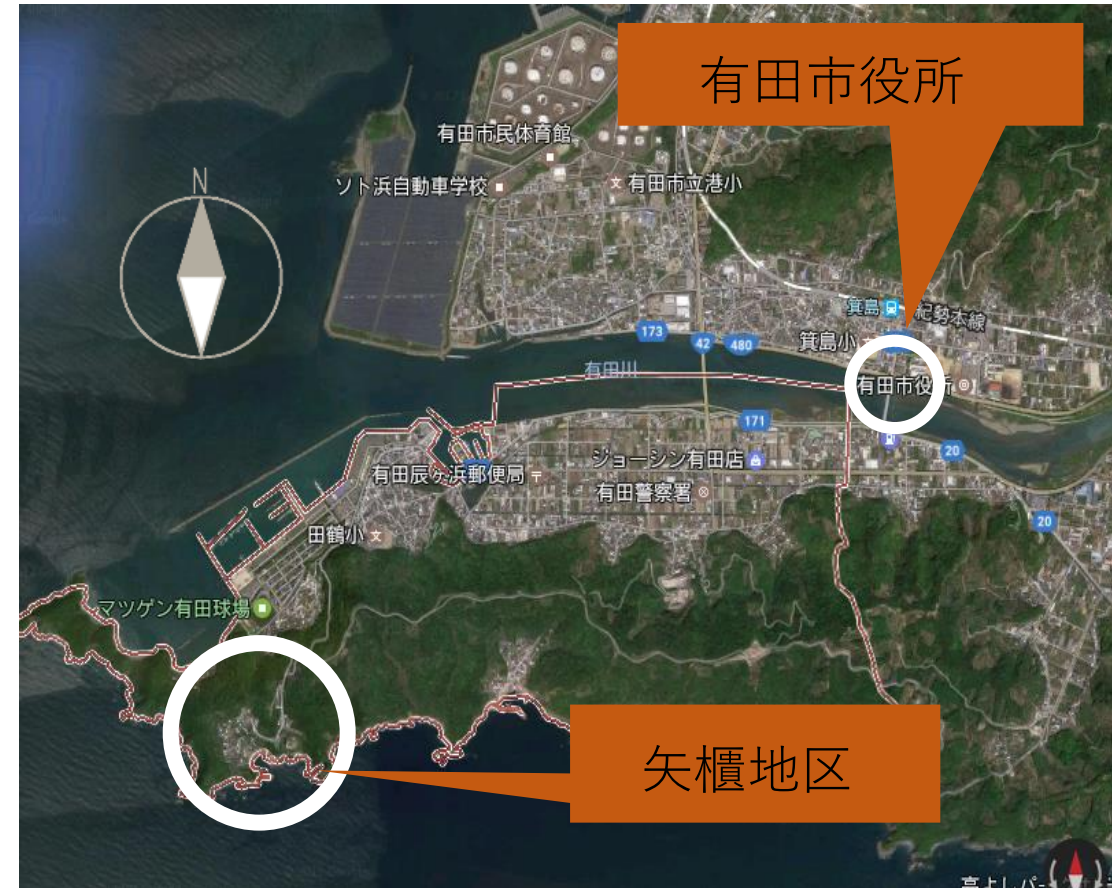 有田市役所
有田市民体育館
ソト浜自動車学校
有田市立港小
N
箕島
紀勢本線
箕島小
173
42
480
有田川
有田市役所
171
20
ジョーシン有田店
有田辰ヶ浜郵便局
有田警察署
20
田鶴小
マツゲン有田球場
矢櫃地区